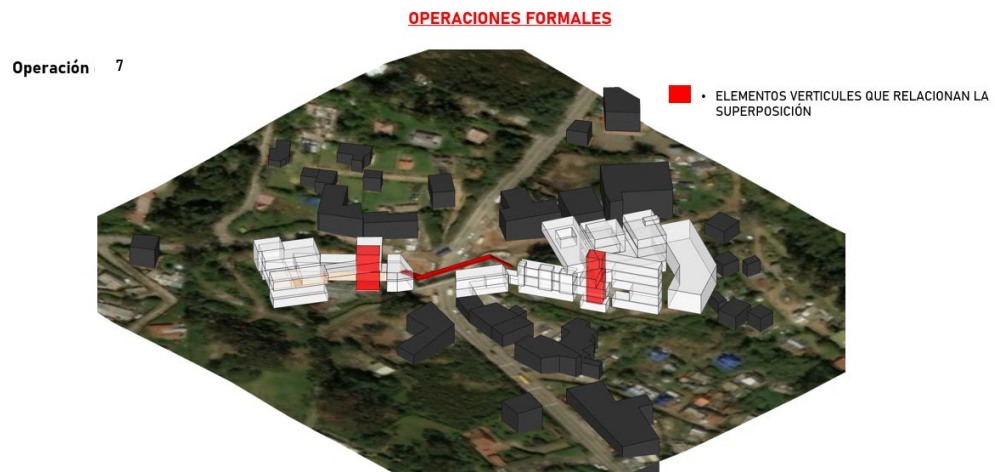 OPERACIONES FORMALES
Operación 7
• ELEMENTOS VERTICULES QUE RELACIONAN LA
SUPERPOSICIÓN